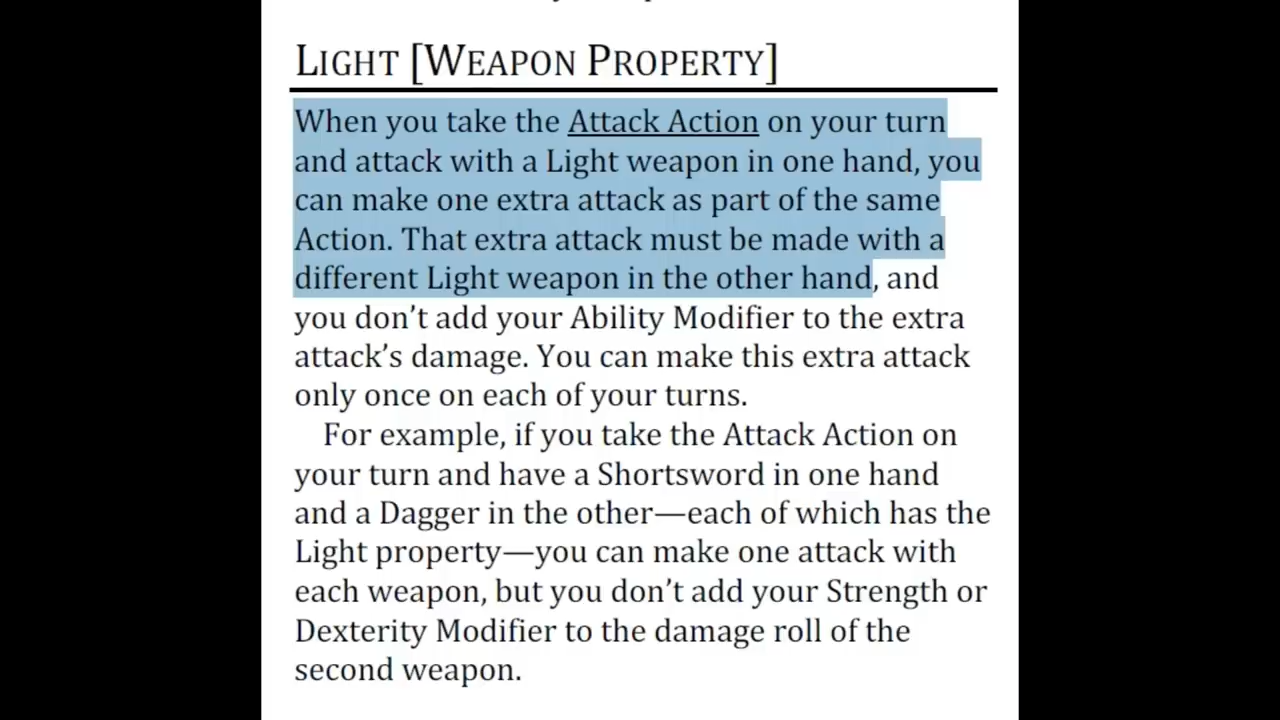 LIGHT [WEAPON PROPERTY]
When you take the Attack Action on your turn
and attack with a Light weapon in one hand, you
can make one extra attack as part of the same
Action. That extra attack must be made with a
different Light weapon in the other hand, and
you don’t add your Ability Modifier to the extra
attack’s damage. You can make this extra attack
only once on each of your turns.
For example, if you take the Attack Action on
your turn and have a Shortsword in one hand
and a Dagger in the other—each of which has the
Light property—you can make one attack with
each weapon, but you don’t add your Strength or
Dexterity Modifier to the damage roll of the
second weapon.